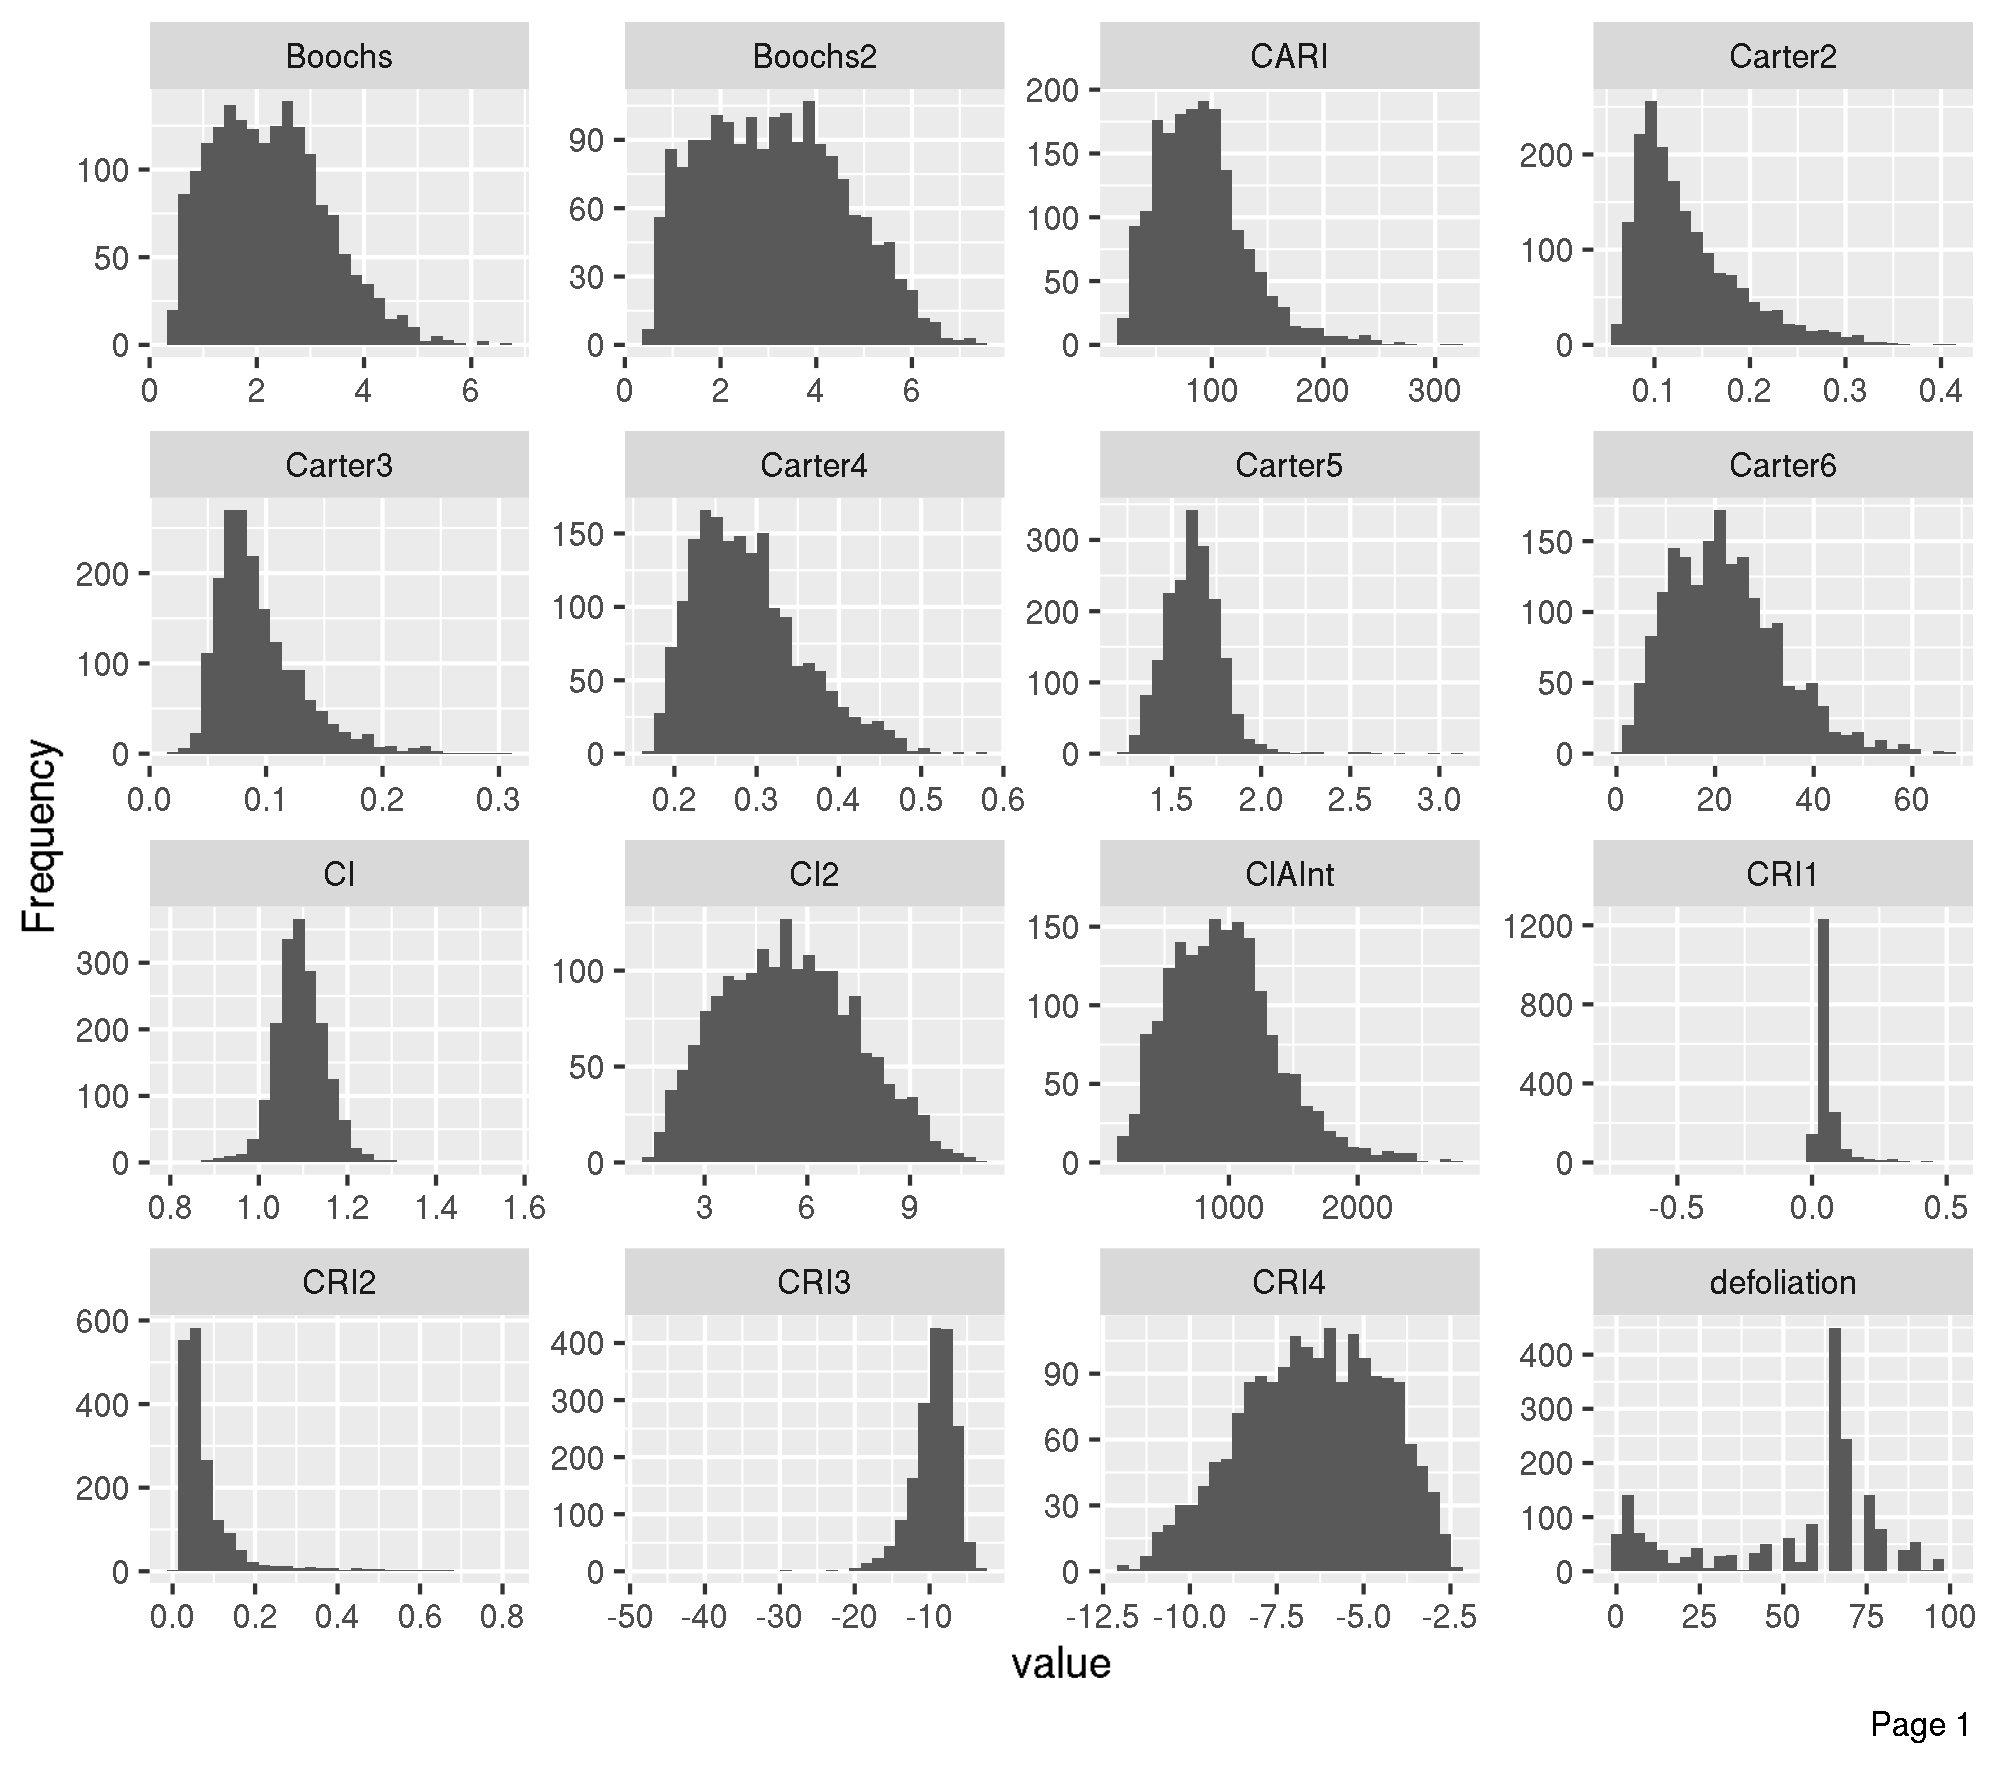 Boochs Boochs2 CARI Carter2
100
50
0
0 2 4 6
90
60
30
0
0 2 4 6
200
150
100
50
0
100 200 300
200
100
0
0.1 0.2 0.3 0.4
Carter3 Carter4 Carter5 Carter6
200
100
0
0.0 0.1 0.2 0.3
150
100
50
0
0.2 0.3 0.4 0.5 0.6
300
200
100
0
1.5 2.0 2.5 3.0
150
100
50
0
0 20 40 60
Frequency
CI CI2 ClAInt CRI1
300
200
100
0
0.8 1.0 1.2 1.4 1.6
100
50
0
3 6 9
150
100
50
0
1000 2000
1200
800
400
0
-0.5 0.0 0.5
CRI2 CRI3 CRI4 defoliation
600
400
200
0
0.0 0.2 0.4 0.6 0.8
400
300
200
100
0
-50 -40 -30 -20 -10
90
60
30
0
-12.5 -10.0 -7.5 -5.0 -2.5
400
300
200
100
0
0 25 50 75 100
value
Page 1